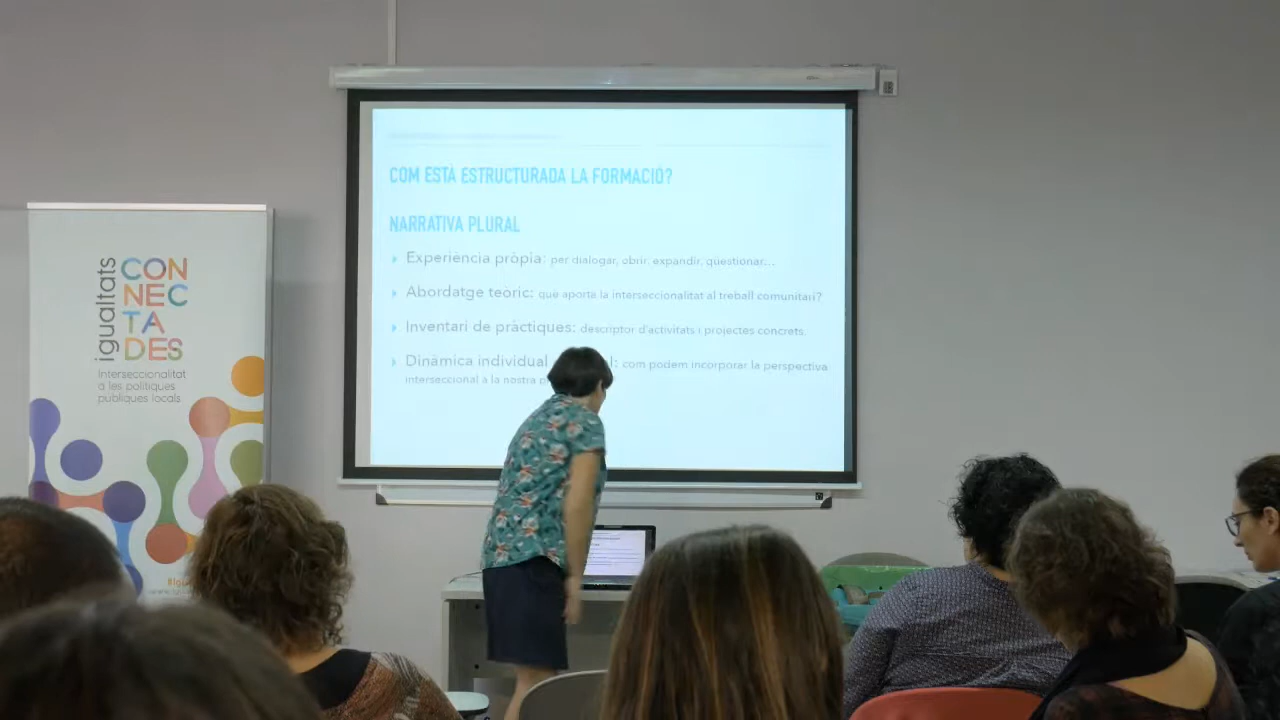 igualtats
CON
NEC
TA
DES
Interseccionalitat
a les polítiques
públiques locals
COM ESTÀ ESTRUCTURADA LA FORMACIÓ?
NARRATIVA PLURAL
Experiència pròpia: per dialogar, obrir, expandir, qüestionar...
Abordatge teòric: què aporta la interseccionalitat al treball comunitari?
Inventari de pràctiques: descriptor d'activitats i projectes concrets.
Dinàmica individual com podem incorporar la perspectiva
interseccional a la nostra